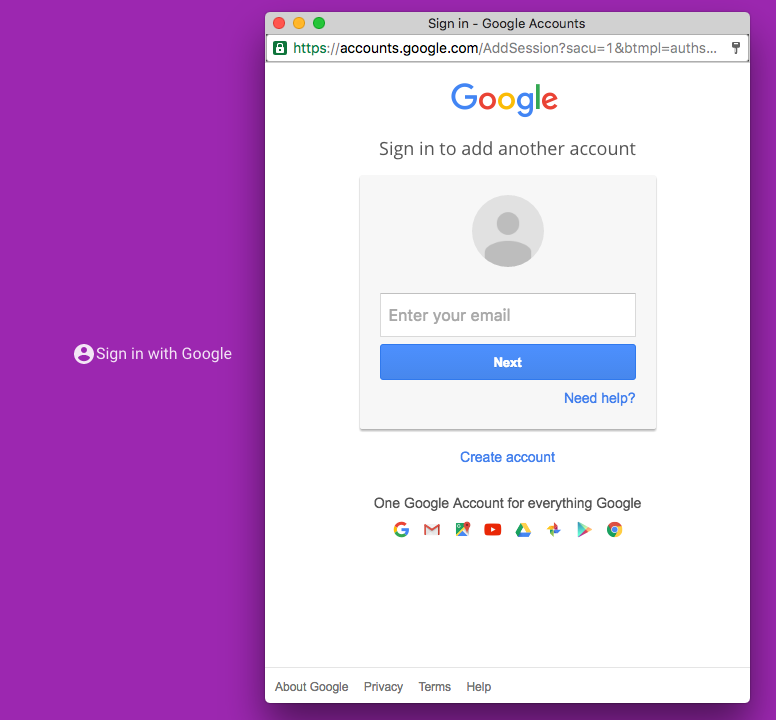 Sign in - Google Accounts
https://accounts.google.com/AddSession?sacu=1&btmpl=auths...
Google
Sign in to add another account
Enter your email
Sign in with Google
Next
Need help?
Create account
One Google Account for everything Google
About Google Privacy Terms Help